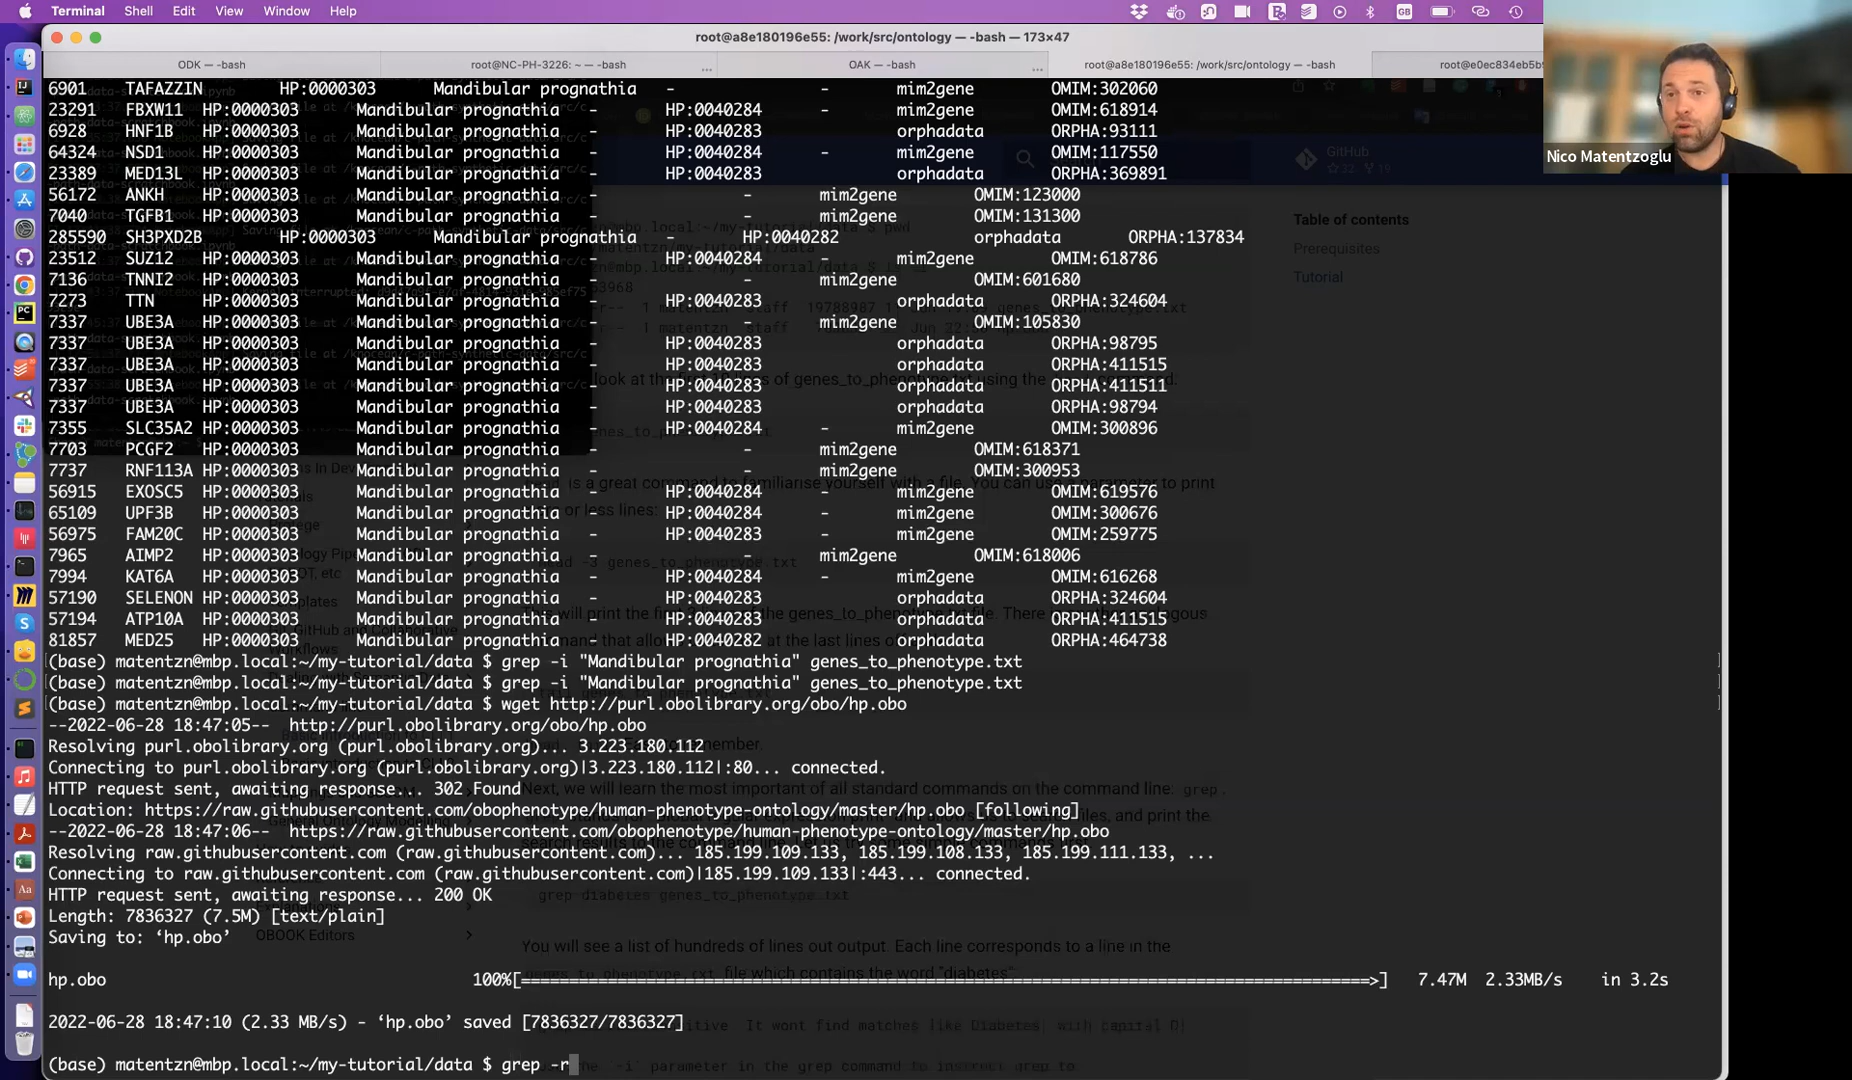 Terminal Shell Edit View Window Help
root@a8e180196e55: /work/src/ontology — -bash — 173×47
ODK — -bash root@NC-PH-3226: ~ — -bash ... OAK — -bash ... root@a8e180196e55: /work/src/ontology — -bash root@e0ec834eb5
6901 TAFAZZIN HP:0000303 Mandibular prognathia - - mim2gene OMIM:302060
23291 FBXW11 HP:0000303 Mandibular prognathia - HP:0040284 - mim2gene OMIM:618914
6928 HNF1B HP:0000303 Mandibular prognathia - HP:0040283 orphadata ORPHA:93111
64324 NSD1 HP:0000303 Mandibular prognathia - HP:0040284 - mim2gene OMIM:117550
23389 MED13L HP:0000303 Mandibular prognathia - HP:0040283 orphadata ORPHA:369891
56172 ANKH HP:0000303 Mandibular prognathia - - mim2gene OMIM:123000
7040 TGFB1 HP:0000303 Mandibular prognathia - - mim2gene OMIM:131300
285590 SH3PXD2B HP:0000303 Mandibular prognathia - HP:0040282 orphadata ORPHA:137834
23512 SUZ12 HP:0000303 Mandibular prognathia - HP:0040284 - mim2gene OMIM:618786
7136 TNNI2 HP:0000303 Mandibular prognathia - - mim2gene OMIM:601680
7273 TTN HP:0000303 Mandibular prognathia - HP:0040283 orphadata ORPHA:324604
7337 UBE3A HP:0000303 Mandibular prognathia - - mim2gene OMIM:105830
7337 UBE3A HP:0000303 Mandibular prognathia - HP:0040283 orphadata ORPHA:98795
7337 UBE3A HP:0000303 Mandibular prognathia - HP:0040283 orphadata ORPHA:411515
7337 UBE3A HP:0000303 Mandibular prognathia - HP:0040283 orphadata ORPHA:411511
7337 UBE3A HP:0000303 Mandibular prognathia - HP:0040283 orphadata ORPHA:98794
7355 SLC35A2 HP:0000303 Mandibular prognathia - HP:0040284 - mim2gene OMIM:300896
7703 PCGF2 HP:0000303 Mandibular prognathia - - mim2gene OMIM:618371
7737 RNF113A HP:0000303 Mandibular prognathia - - mim2gene OMIM:300953
56915 EXOSC5 HP:0000303 Mandibular prognathia - HP:0040284 - mim2gene OMIM:619576
65109 UPF3B HP:0000303 Mandibular prognathia - HP:0040284 - mim2gene OMIM:300676
56975 FAM20C HP:0000303 Mandibular prognathia - HP:0040283 - mim2gene OMIM:259775
7965 AIMP2 HP:0000303 Mandibular prognathia - - mim2gene OMIM:618006
7994 KAT6A HP:0000303 Mandibular prognathia - HP:0040284 - mim2gene OMIM:616268
57190 SELENON HP:0000303 Mandibular prognathia - HP:0040283 orphadata ORPHA:324604
57194 ATP10A HP:0000303 Mandibular prognathia - HP:0040283 orphadata ORPHA:411515
81857 MED25 HP:0000303 Mandibular prognathia - HP:0040282 orphadata ORPHA:464738
(base) matentzn@mbp.local:~/my-tutorial/data $ grep -i "Mandibular prognathia" genes_to_phenotype.txt
(base) matentzn@mbp.local:~/my-tutorial/data $ grep -i "Mandibular prognathia" genes_to_phenotype.txt
(base) matentzn@mbp.local:~/my-tutorial/data $ wget http://purl.obolibrary.org/obo/hp.obo
--2022-06-28 18:47:05-- http://purl.obolibrary.org/obo/hp.obo
Resolving purl.obolibrary.org (purl.obolibrary.org)... 3.223.180.112
Connecting to purl.obolibrary.org (purl.obolibrary.org)|3.223.180.112|:80... connected.
HTTP request sent, awaiting response... 302 Found
Location: https://raw.githubusercontent.com/obophenotype/human-phenotype-ontology/master/hp.obo [following]
--2022-06-28 18:47:06-- https://raw.githubusercontent.com/obophenotype/human-phenotype-ontology/master/hp.obo
Resolving raw.githubusercontent.com (raw.githubusercontent.com)... 185.199.109.133, 185.199.108.133, 185.199.111.133, ...
Connecting to raw.githubusercontent.com (raw.githubusercontent.com)|185.199.109.133|:443... connected.
HTTP request sent, awaiting response... 200 OK
Length: 7836327 (7.5M) [text/plain]
Saving to: ‘hp.obo’
hp.obo 100%[===================>] 7.47M 2.33MB/s in 3.2s
2022-06-28 18:47:10 (2.33 MB/s) - ‘hp.obo’ saved [7836327/7836327]
(base) matentzn@mbp.local:~/my-tutorial/data $ grep -r
GitHub
Table of contents
Prerequisites
Tutorial
Nico Matentzoglu